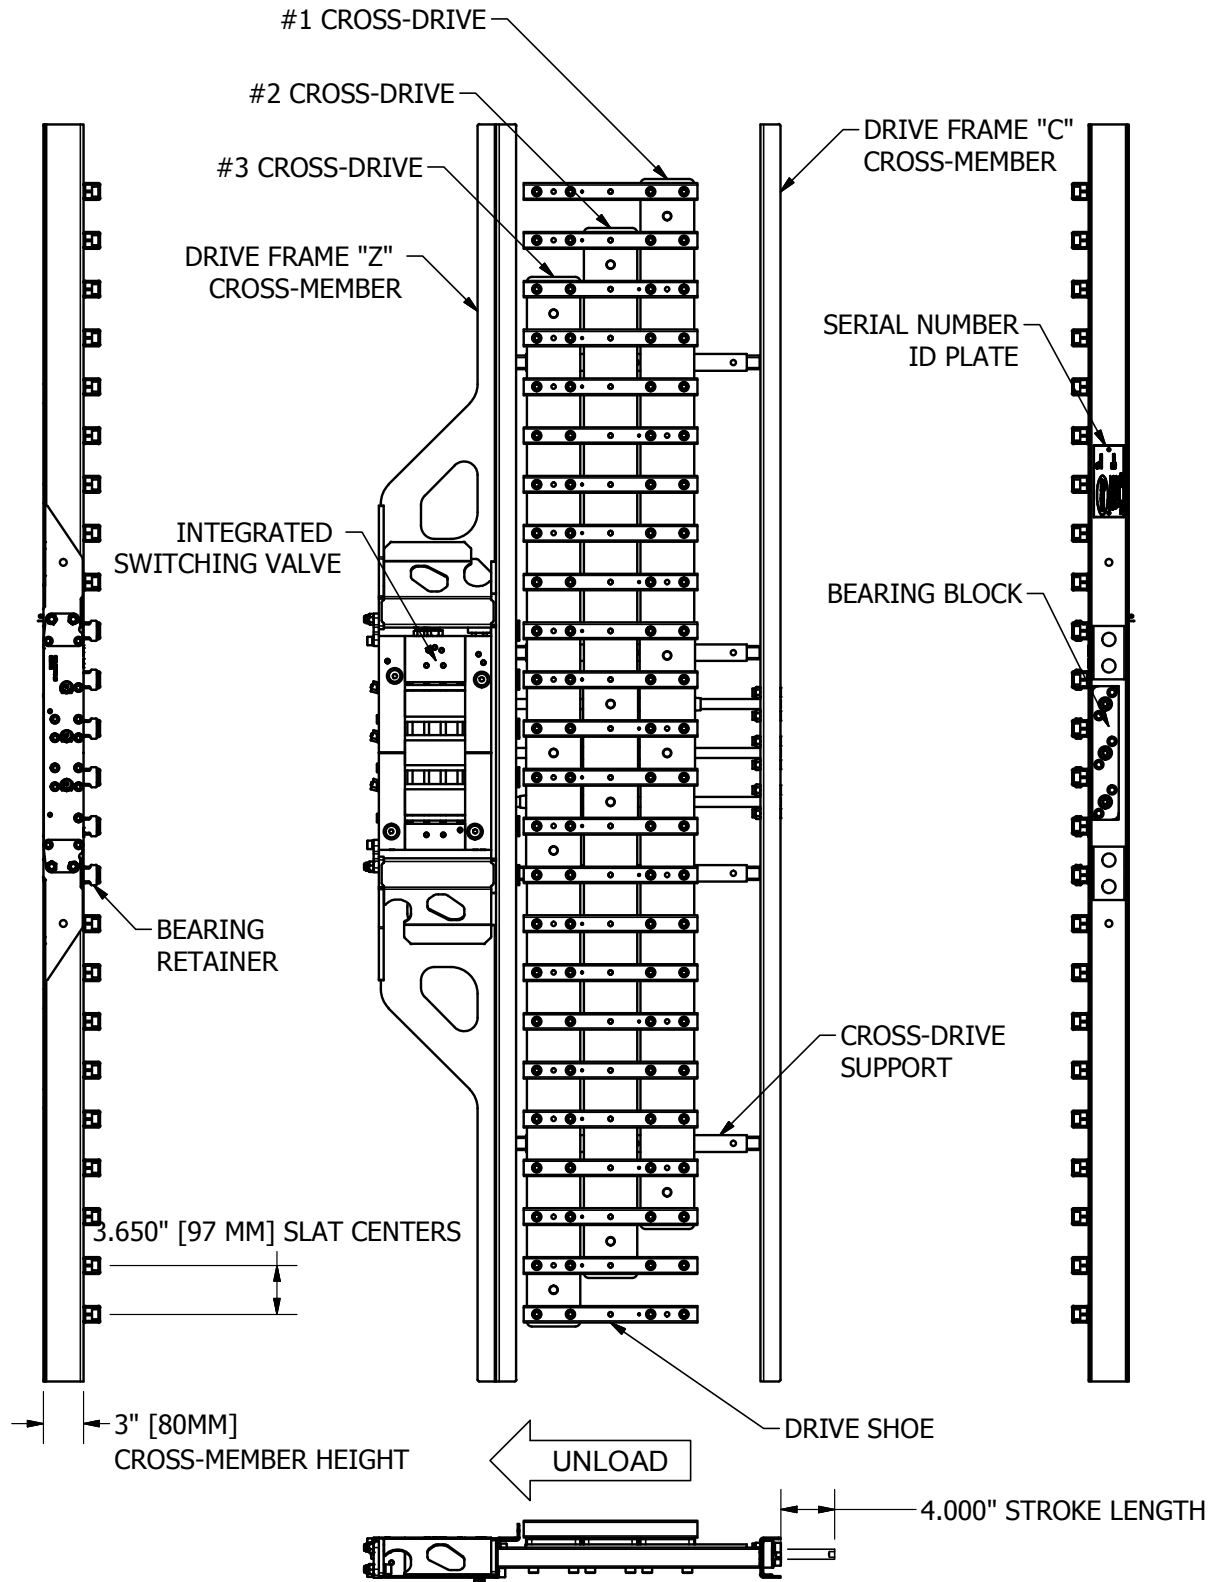 #1 CROSS-DRIVE
#2 CROSS-DRIVE
#3 CROSS-DRIVE
DRIVE FRAME "C"
CROSS-MEMBER
DRIVE FRAME "Z"
CROSS-MEMBER
SERIAL NUMBER
ID PLATE
INTEGRATED
SWITCHING VALVE
BEARING BLOCK
BEARING
RETAINER
CROSS-DRIVE
SUPPORT
3.650" [97 MM] SLAT CENTERS
3" [80MM]
CROSS-MEMBER HEIGHT
DRIVE SHOE
UNLOAD
4.000" STROKE LENGTH